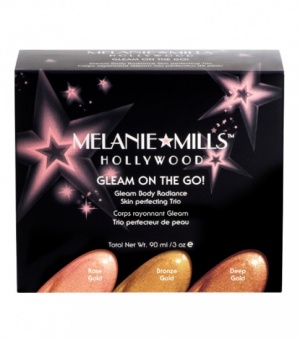 MELANIE★MILLS™
HOLLYWOOD
GLEAM ON THE GO!
Gleam Body Radiance
Skin perfecting Trio
Corps rayonnant Gleam
Trio perfecteur de peau
Total Net Wt. 90 ml/3 oz ℮
Rose
Gold
Bronze
Gold
Deep
Gold